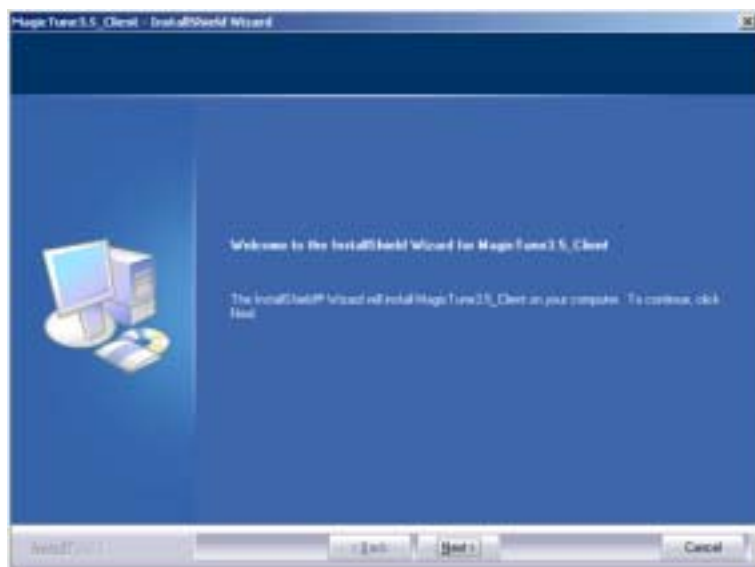 MagicTune3.5_Client - InstallShield Wizard
Welcome to the InstallShield Wizard for MagicTune3.5_Client
The InstallShield® Wizard will install MagicTune3.5_Client on your computer. To continue, click
Next.
InstallShield
< Back
Next >
Cancel